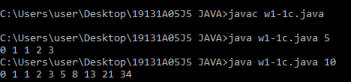 C:\Users\user\Desktop\19131A05J5 JAVA>javac w1-1c.java
C:\Users\user\Desktop\19131A05J5 JAVA>java w1-1c.java 5
0 1 1 2 3
C:\Users\user\Desktop\19131A05J5 JAVA>java w1-1c.java 10
0 1 1 2 3 5 8 13 21 34